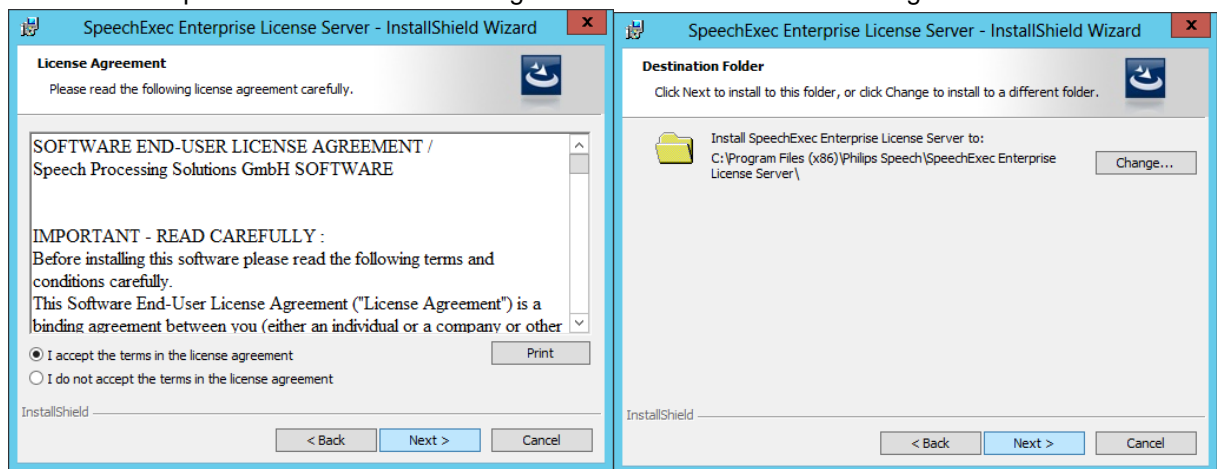 SpeechExec Enterprise License Server - InstallShield Wizard
x
License Agreement
Please read the following license agreement carefully.
SOFTWARE END-USER LICENSE AGREEMENT /
Speech Processing Solutions GmbH SOFTWARE
IMPORTANT - READ CAREFULLY :
Before installing this software please read the following terms and
conditions carefully.
This Software End-User License Agreement ("License Agreement") is a
binding agreement between you (either an individual or a company or other
I accept the terms in the license agreement
Print
I do not accept the terms in the license agreement
InstallShield
< Back
Next >
Cancel
SpeechExec Enterprise License Server - InstallShield Wizard
x
Destination Folder
Click Next to install to this folder, or click Change to install to a different folder.
Install SpeechExec Enterprise License Server to:
C:\Program Files (x86)\Philips Speech\SpeechExec Enterprise
License Server\
Change...
InstallShield
< Back
Next >
Cancel